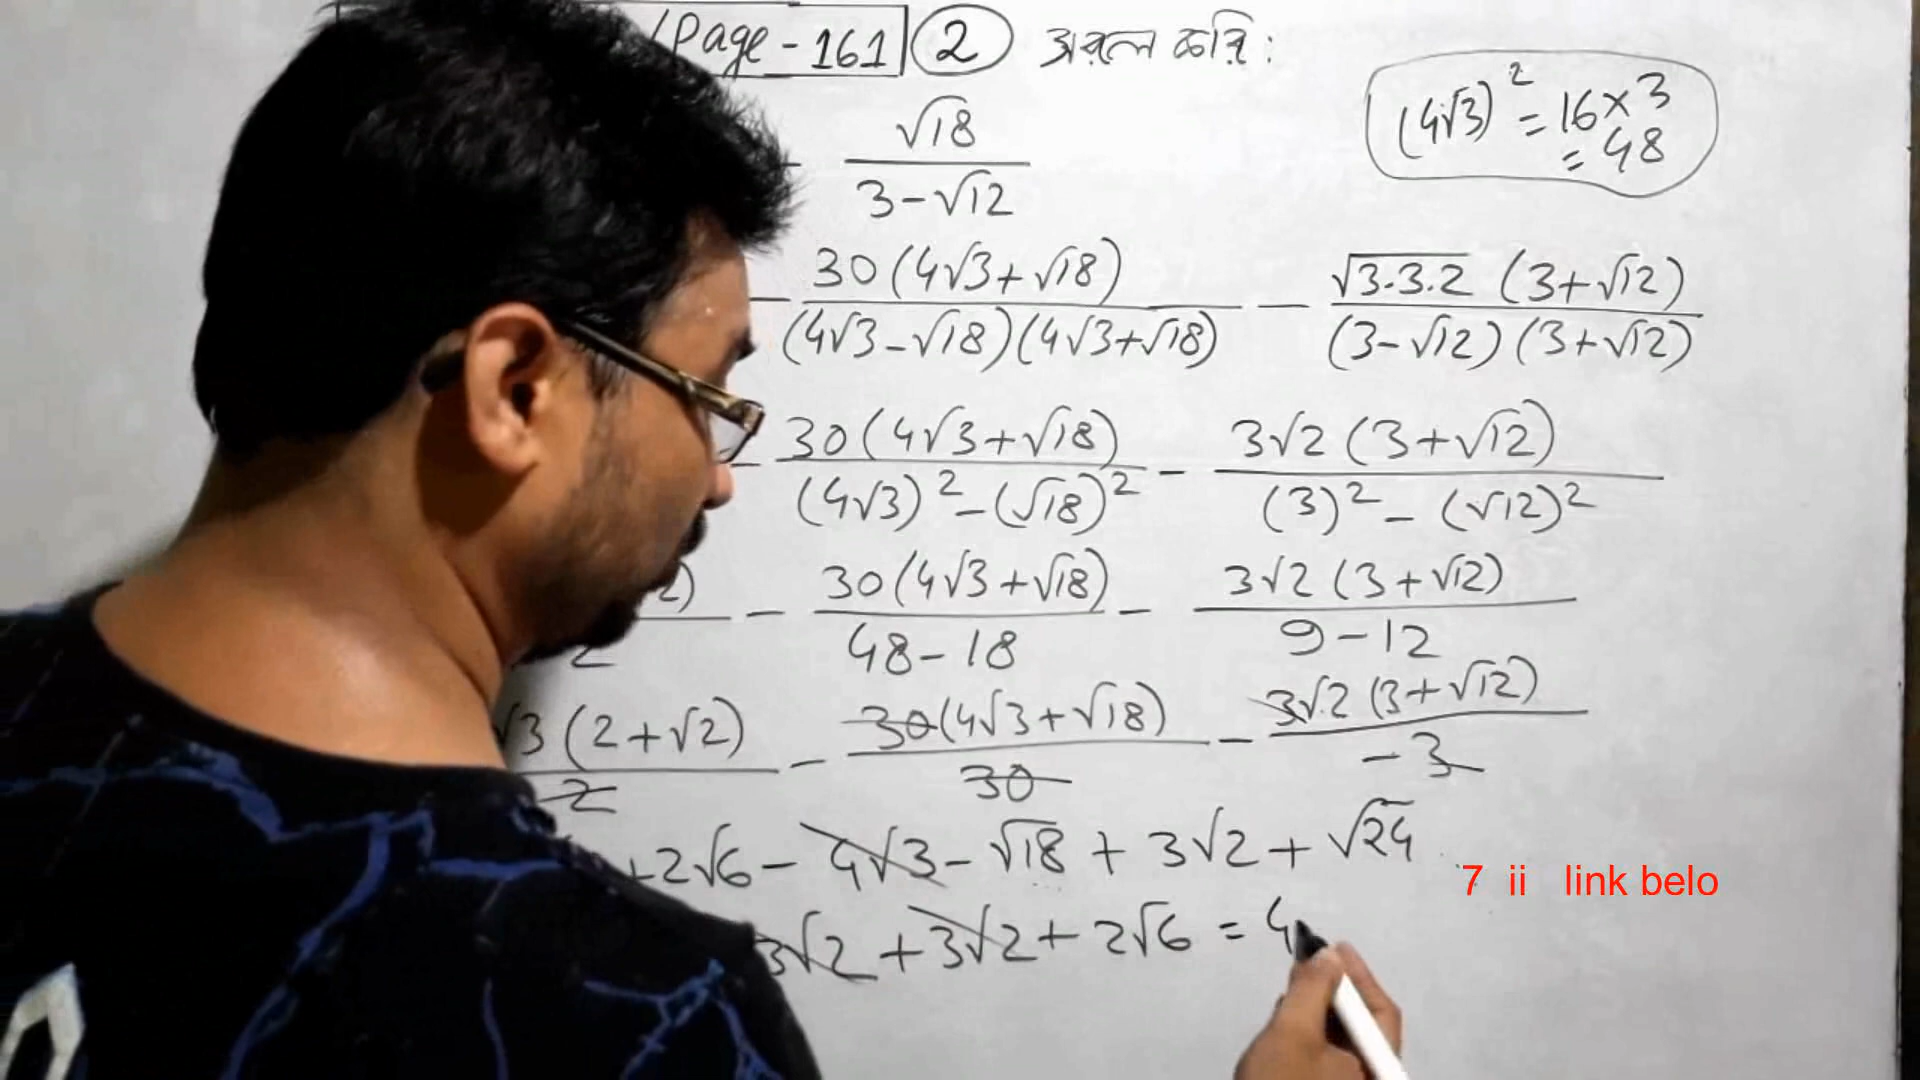 /Page-161 2 সরল করি:
(4√3)² = 16×3
= 48
- √18 / 3-√12
- 30(4√3+√18) / (4√3-√18)(4√3+√18) - √3·3·2 (3+√12) / (3-√12)(3+√12)
- 30(4√3+√18) / (4√3)²-(√18)² - 3√2(3+√12) / (3)²-(√12)²
2) / 2 - 30(4√3+√18) / 48-18 - 3√2(3+√12) / 9-12
√3(2+√2) / 2 - 30(4√3+√18) / 30 - 3√2(3+√12) / -3
+2√6-4√3-√18+3√2+√24
7 ii link belo
3√2+3√2+2√6=4